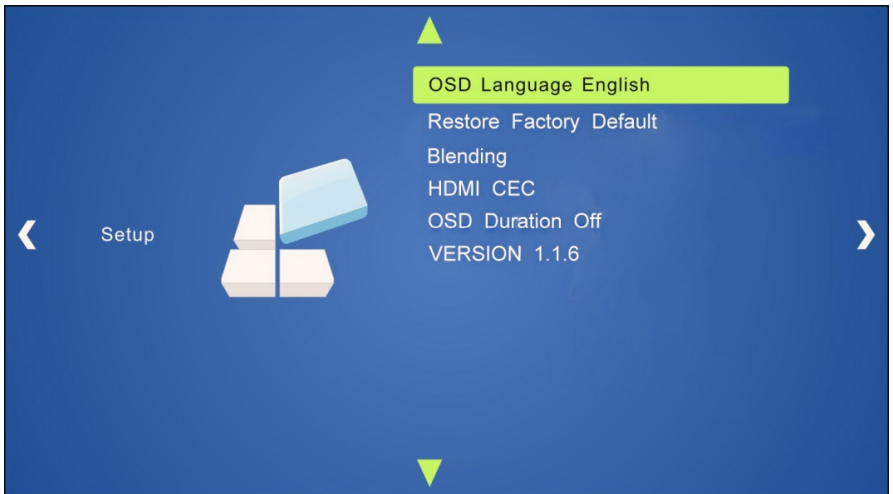 OSD Language English
Restore Factory Default
Blending
HDMI CEC
Setup
OSD Duration Off
VERSION 1.1.6